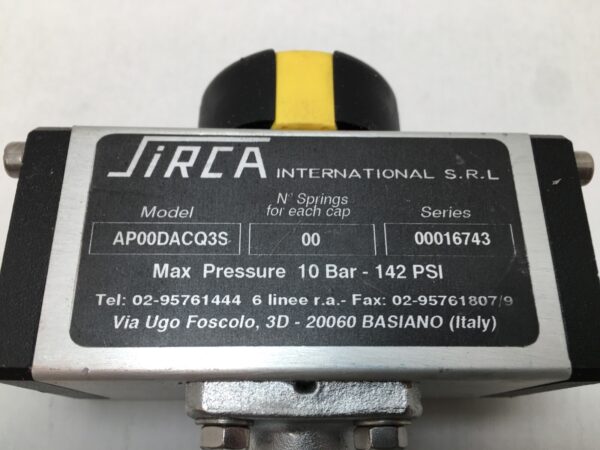 SiRCA INTERNATIONAL S.R.L
N° Springs
Model for each cap Series
AP00DACQ3S 00 00016743
Max Pressure 10 Bar - 142 PSI
Tel: 02-95761444 6 linee r.a.- Fax: 02-95761807/9
Via Ugo Foscolo, 3D - 20060 BASIANO (Italy)